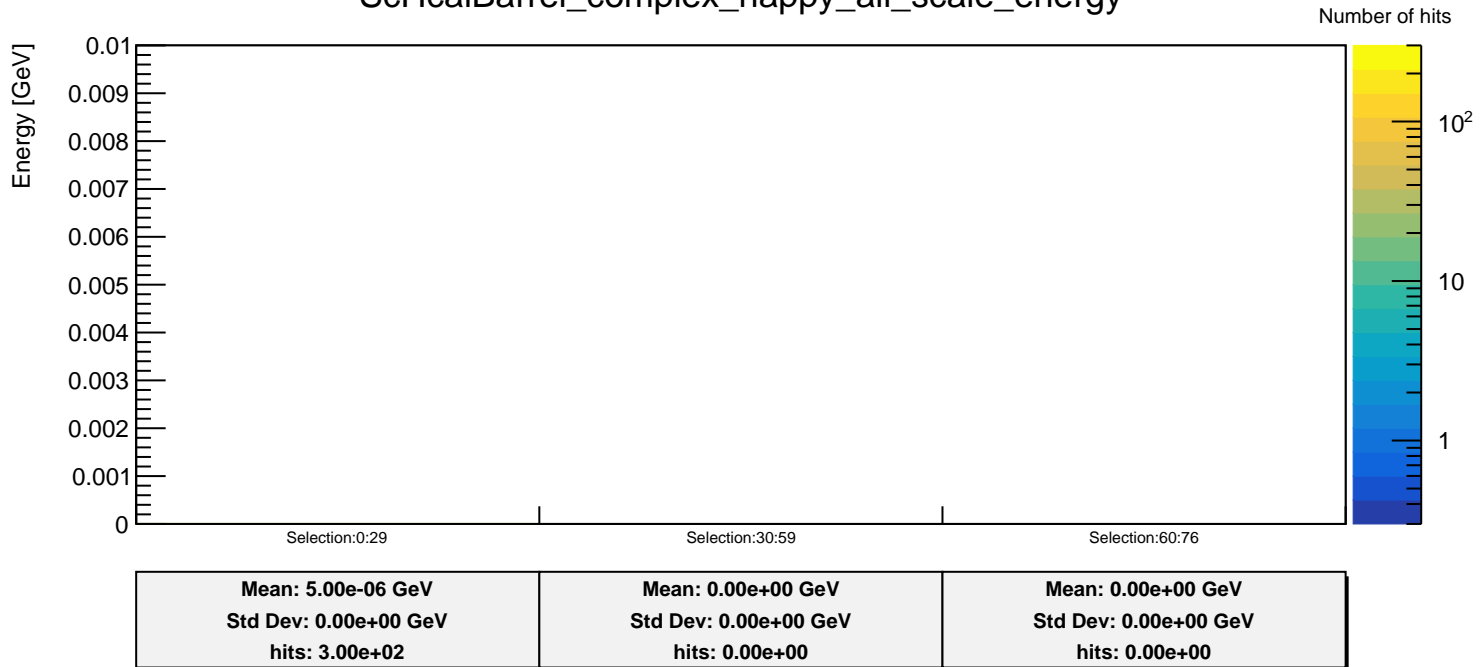 ScHcalBarrel_complex_happy_all_scale_energy
Number of hits
Energy [GeV]
0.01
0.009
0.008
0.007
0.006
0.005
0.004
0.003
0.002
0.001
0
10²
10
1
Selection:0:29
Selection:30:59
Selection:60:76
Mean: 5.00e-06 GeV
Std Dev: 0.00e+00 GeV
hits: 3.00e+02
Mean: 0.00e+00 GeV
Std Dev: 0.00e+00 GeV
hits: 0.00e+00
Mean: 0.00e+00 GeV
Std Dev: 0.00e+00 GeV
hits: 0.00e+00